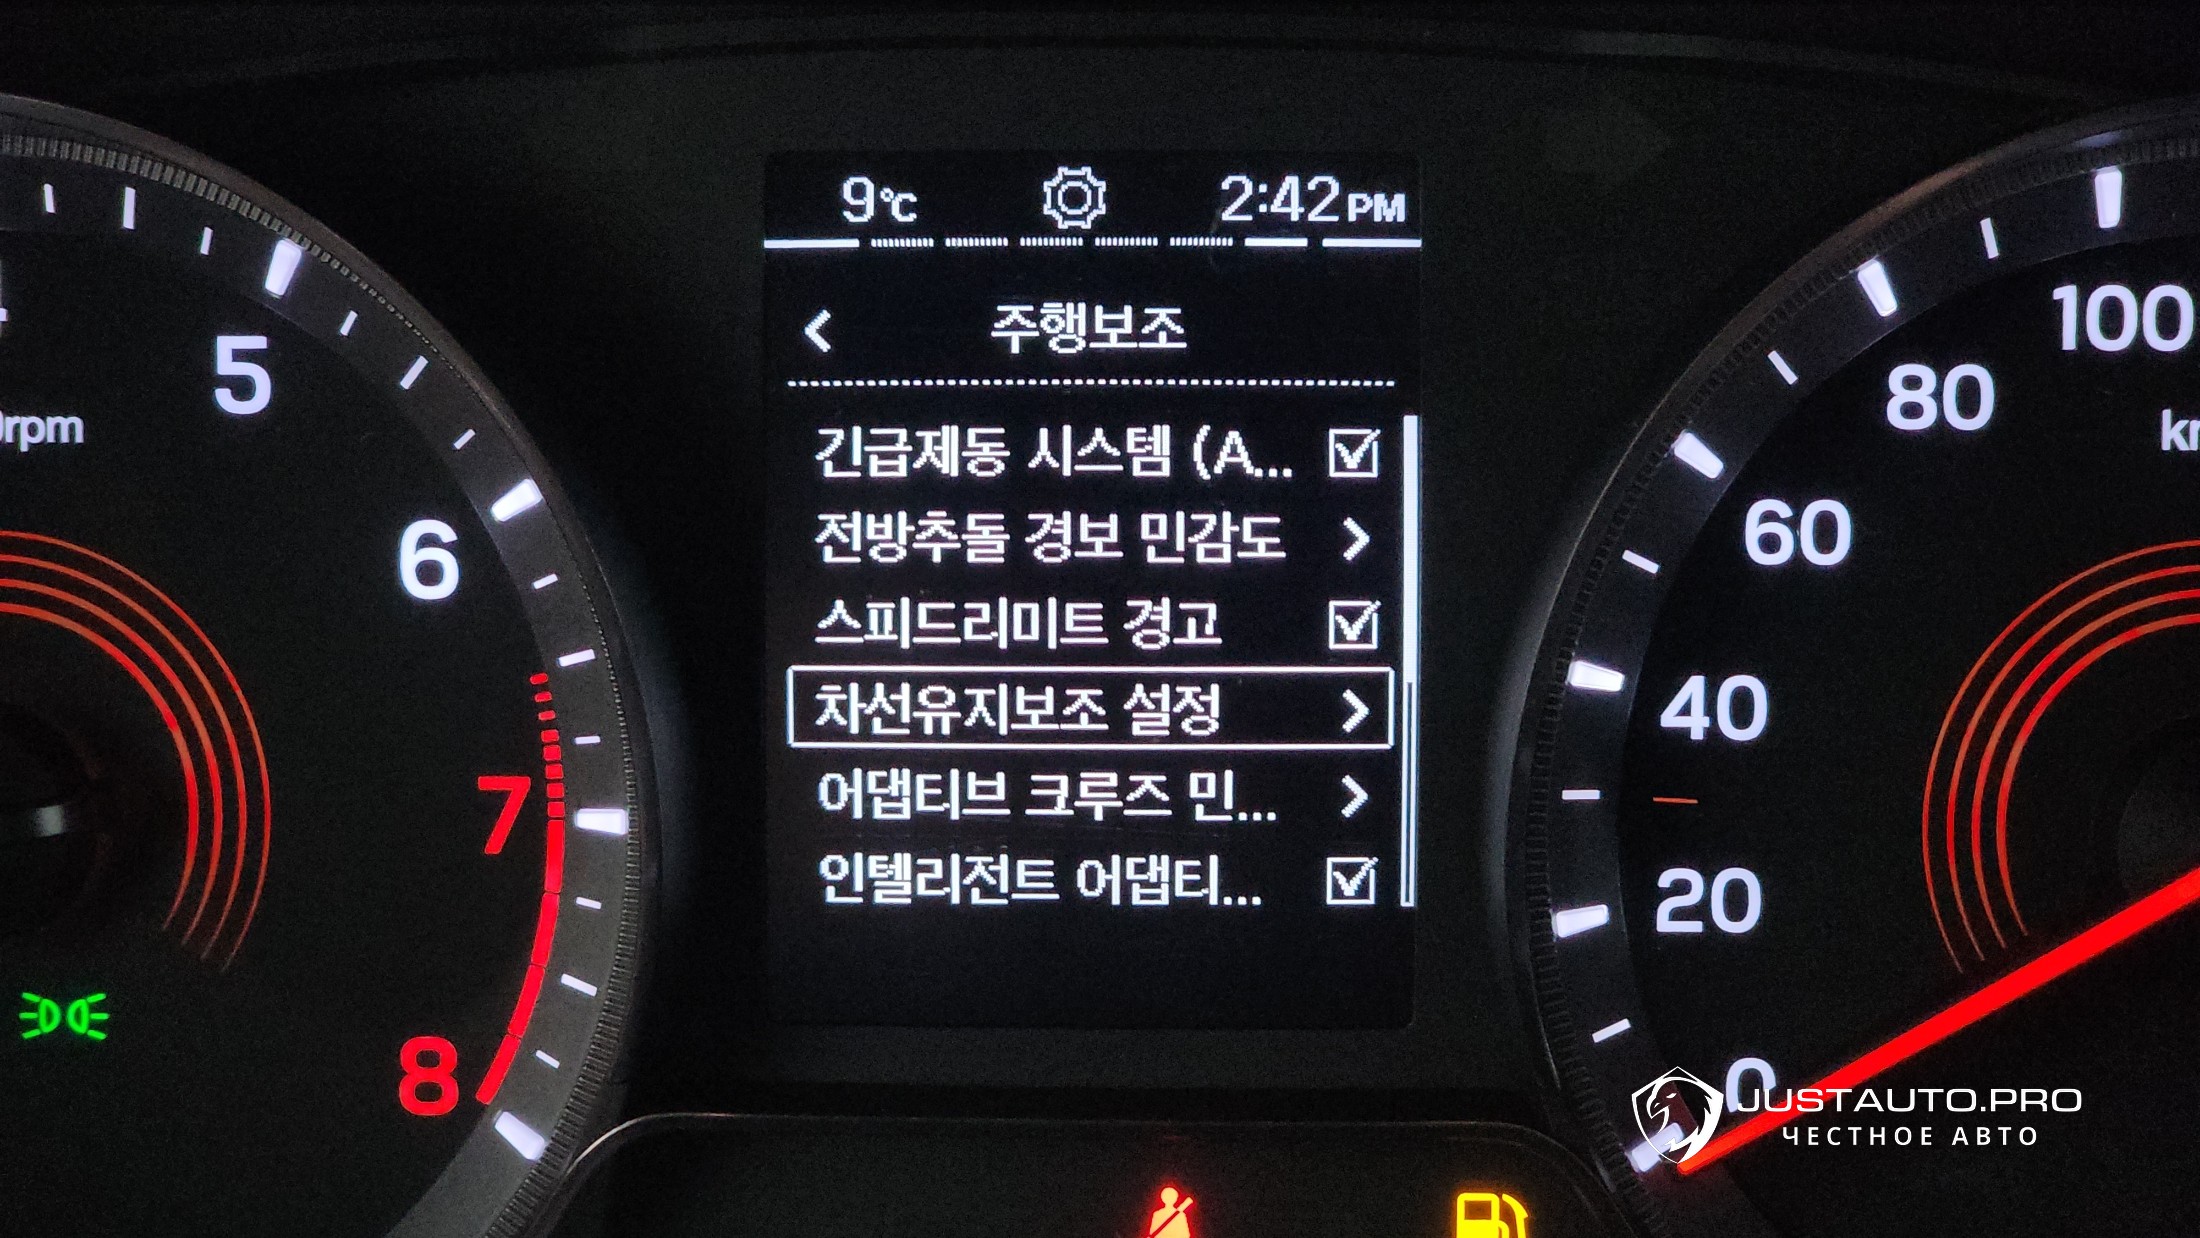 9℃ 2:42 PM
주행보조
긴급제동 시스템 (A...
전방추돌 경보 민감도
스피드리미트 경고
차선유지보조 설정
어댑티브 크루즈 민...
인텔리전트 어댑티...
5
rpm
6
7
8
100
80
km
60
40
20
0
JUSTAUTO.PRO
ЧЕСТНОЕ АВТО